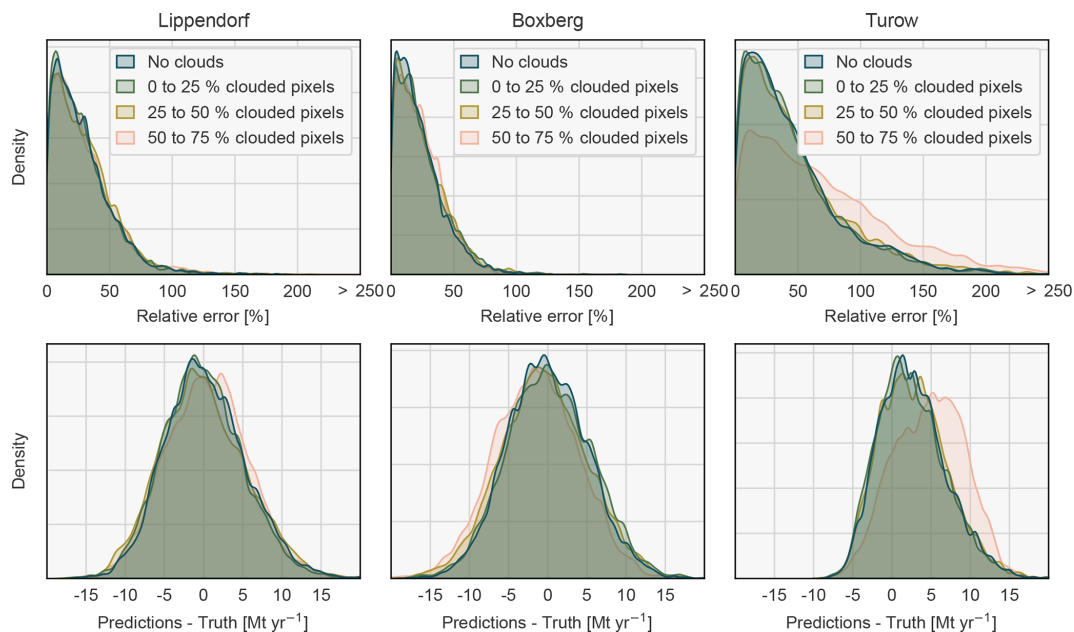 Lippendorf
Boxberg
Turow
No clouds
0 to 25 % clouded pixels
25 to 50 % clouded pixels
50 to 75 % clouded pixels
No clouds
0 to 25 % clouded pixels
25 to 50 % clouded pixels
50 to 75 % clouded pixels
No clouds
0 to 25 % clouded pixels
25 to 50 % clouded pixels
50 to 75 % clouded pixels
Density
0 50 100 150 200 > 250
0 50 100 150 200 > 250
0 50 100 150 200 > 250
Relative error [%]
Relative error [%]
Relative error [%]
Density
-15 -10 -5 0 5 10 15
-15 -10 -5 0 5 10 15
-15 -10 -5 0 5 10 15
Predictions - Truth [Mt yr⁻¹]
Predictions - Truth [Mt yr⁻¹]
Predictions - Truth [Mt yr⁻¹]